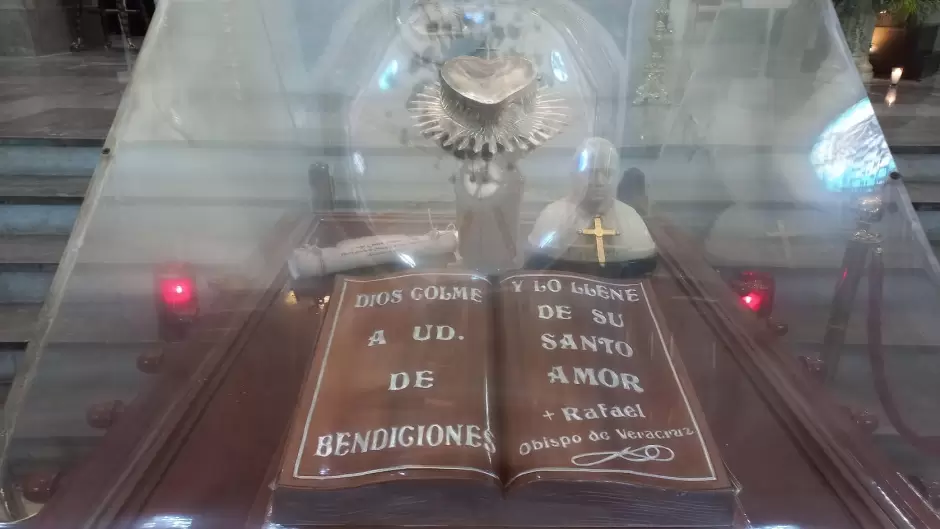 DIOS COLME
A UD.
DE
BENDICIONES
Y LO LLENE
DE SU
SANTO
AMOR
+ Rafael
Obispo de Veracruz